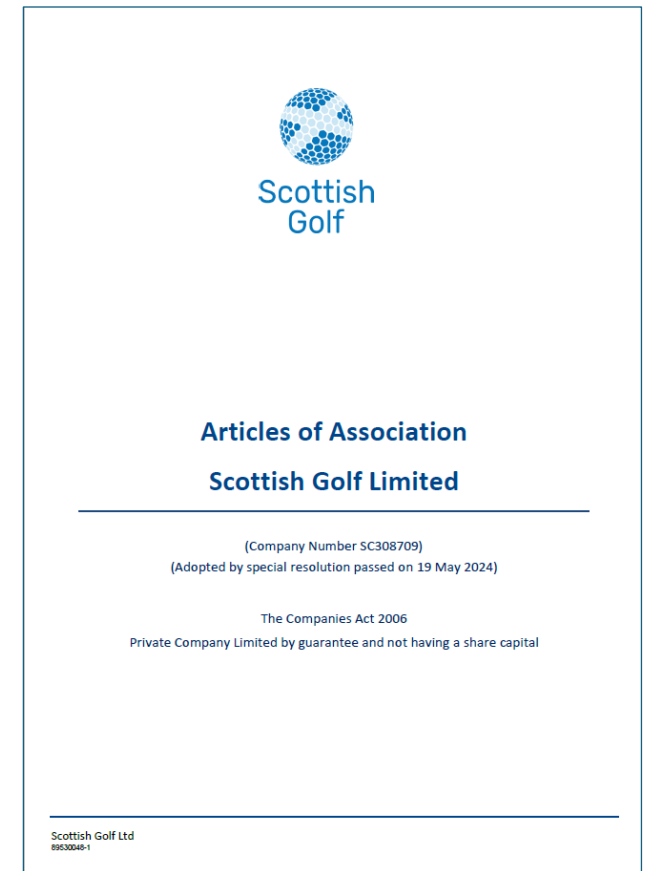 Scottish
Golf
Articles of Association
Scottish Golf Limited
(Company Number SC308709)
(Adopted by special resolution passed on 19 May 2024)
The Companies Act 2006
Private Company Limited by guarantee and not having a share capital
Scottish Golf Ltd
89530048-1